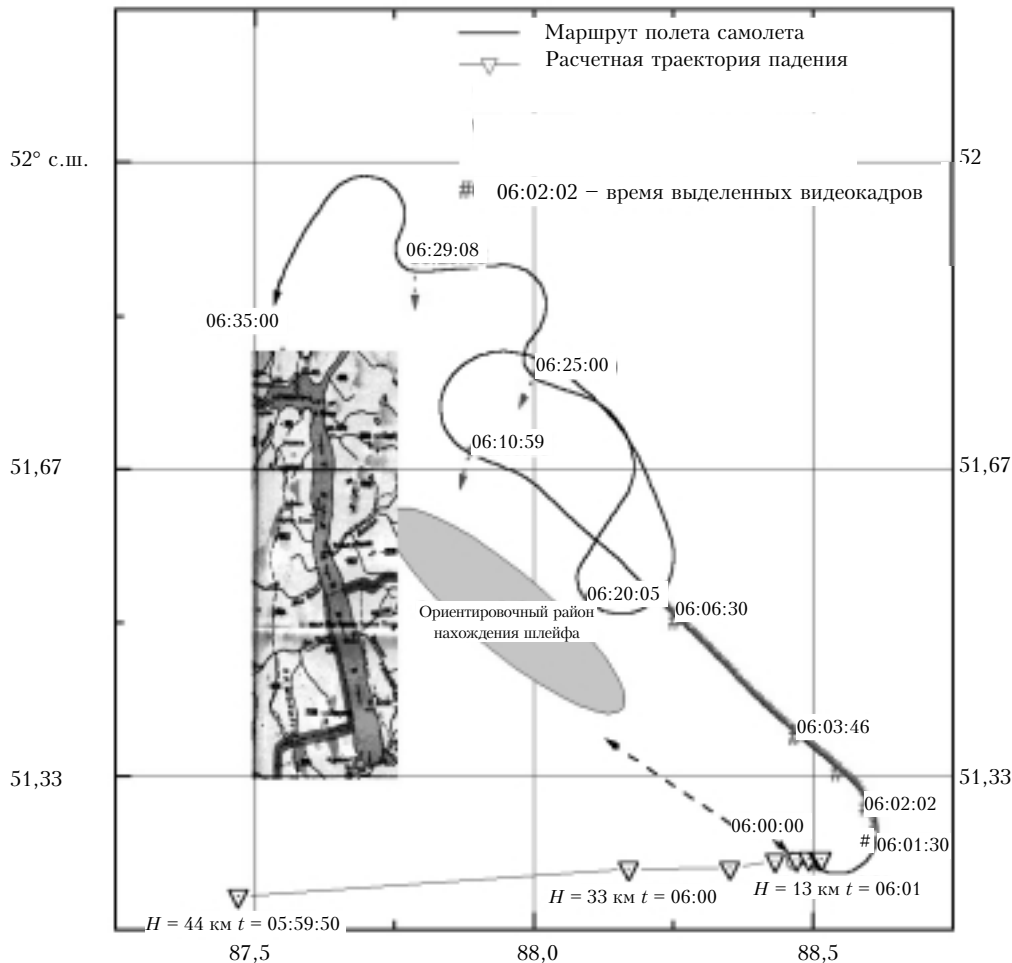 Маршрут полета самолета
Расчетная траектория падения
52° с.ш.
52
# 06:02:02 – время выделенных видеокадров
06:29:08
06:35:00
06:25:00
06:10:59
51,67
51,67
06:20:05
06:06:30
Ориентировочный район
нахождения шлейфа
06:03:46
51,33
51,33
06:02:02
06:00:00
# 06:01:30
H = 33 км t = 06:00
H = 13 км t = 06:01
H = 44 км t = 05:59:50
87,5
88,0
88,5